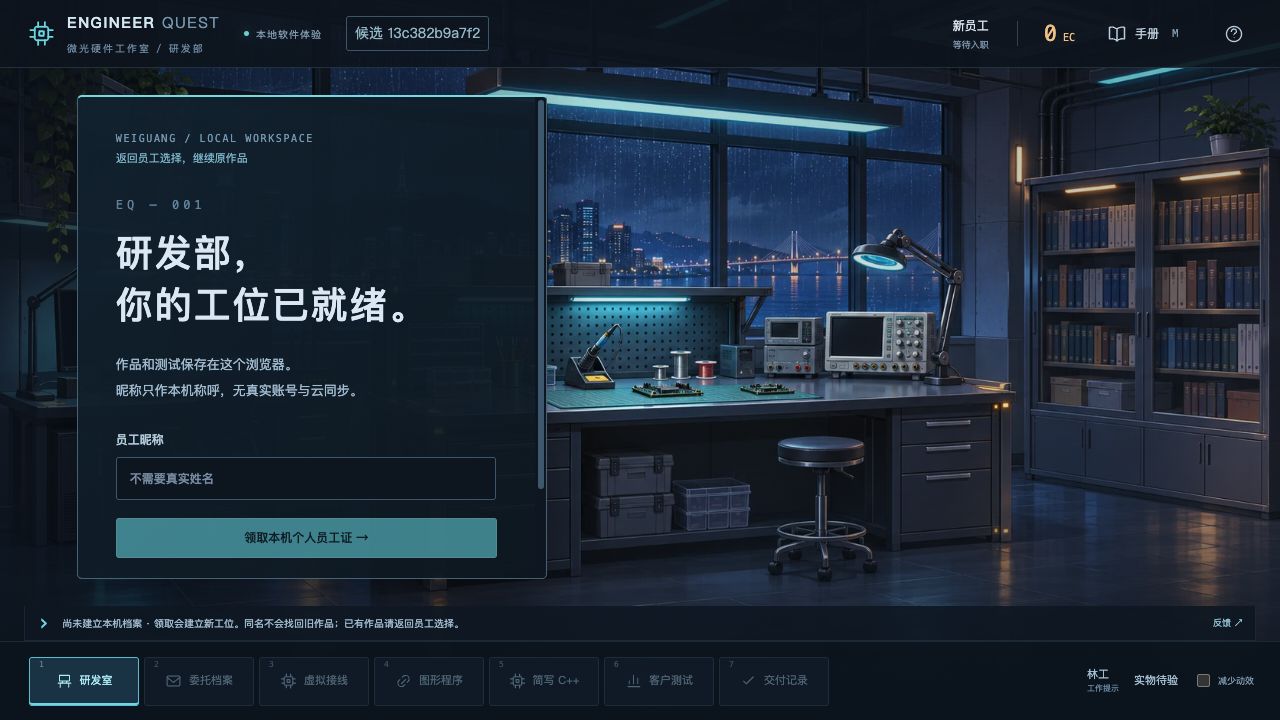 ENGINEER QUEST
微光硬件工作室 / 研发部
本地软件体验
候选 13c382b9a7f2
新员工
等待入职
0 EC
手册 M
WEIGUANG / LOCAL WORKSPACE
返回员工选择，继续原作品
EQ — 001
研发部，
你的工位已就绪。
作品和测试保存在这个浏览器。
昵称只作本机称呼，无真实账号与云同步。
员工昵称
不需要真实姓名
领取本机个人员工证 →
尚未建立本机档案 · 领取会建立新工位。同名不会找回旧作品；已有作品请返回员工选择。
反馈 ↗
1 研发室
2 委托档案
3 虚拟接线
4 图形程序
5 简写 C++
6 客户测试
7 交付记录
林工
工作提示
实物待验
减少动效